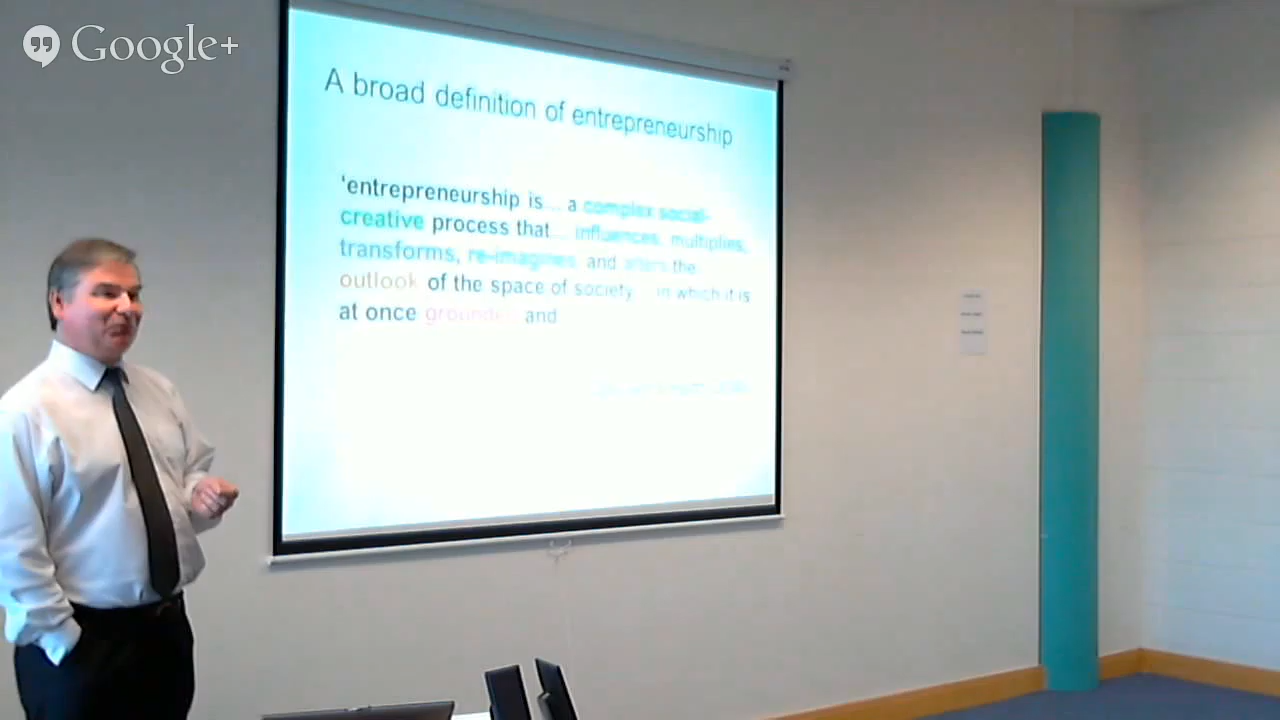 Google+
A broad definition of entrepreneurship
'entrepreneurship is... a complex social-
creative process that... influences, multiplies,
transforms, re-imagines and alters the
outlook of the space of society... in which it is
at once grounded and